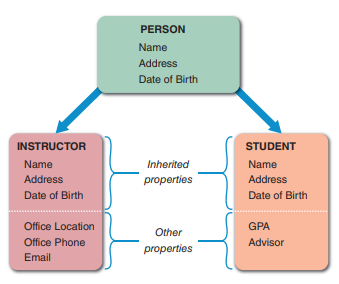 PERSON
Name
Address
Date of Birth
INSTRUCTOR
Name
Address
Date of Birth
Office Location
Office Phone
Email
Inherited
properties
Other
properties
STUDENT
Name
Address
Date of Birth
GPA
Advisor